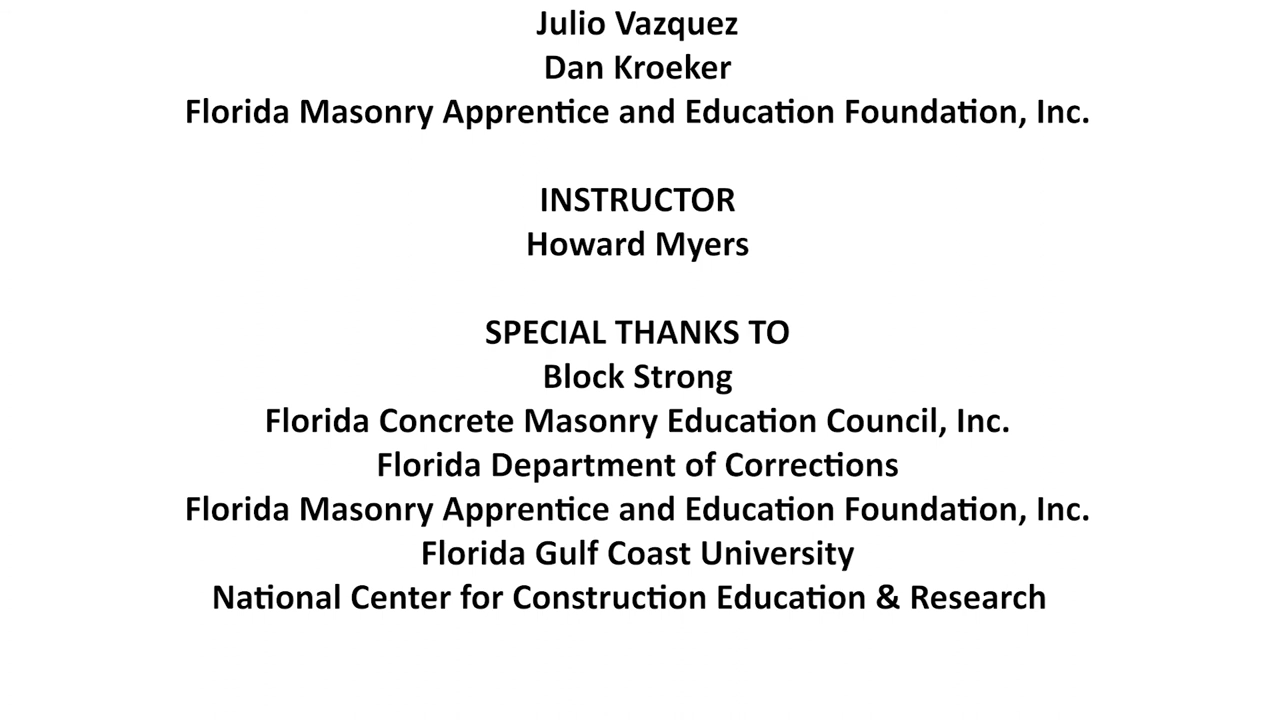 Julio Vazquez
Dan Kroeker
Florida Masonry Apprentice and Education Foundation, Inc.
INSTRUCTOR
Howard Myers
SPECIAL THANKS TO
Block Strong
Florida Concrete Masonry Education Council, Inc.
Florida Department of Corrections
Florida Masonry Apprentice and Education Foundation, Inc.
Florida Gulf Coast University
National Center for Construction Education & Research